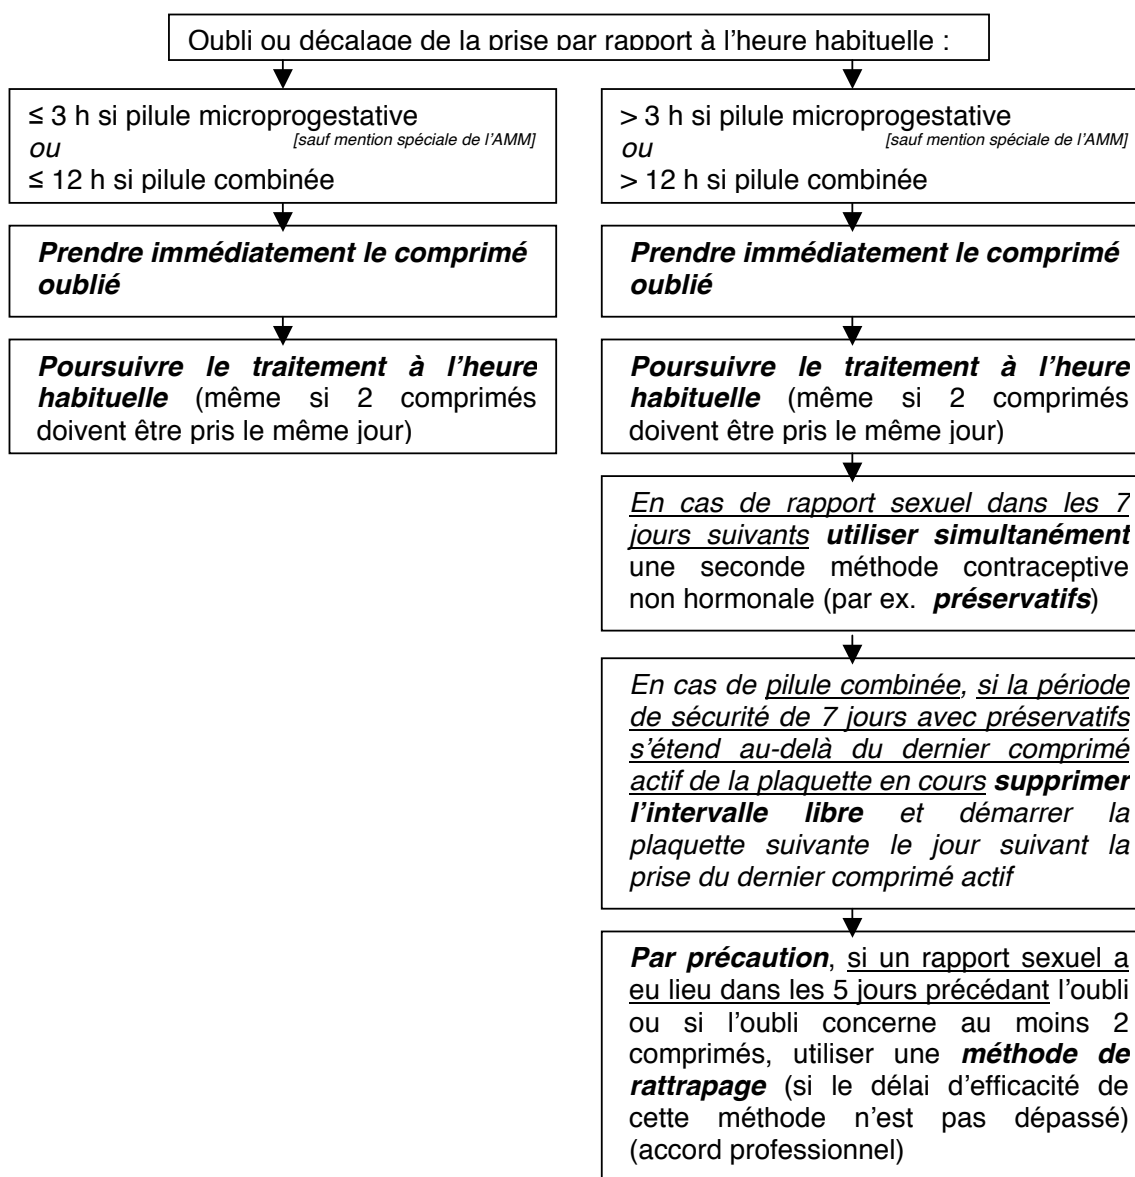 Oubli ou décalage de la prise par rapport à l'heure habituelle :
≤ 3 h si pilule microprogestative
ou [sauf mention spéciale de l'AMM]
≤ 12 h si pilule combinée
Prendre immédiatement le comprimé
oublié
Poursuivre le traitement à l'heure
habituelle (même si 2 comprimés
doivent être pris le même jour)
> 3 h si pilule microprogestative
ou [sauf mention spéciale de l'AMM]
> 12 h si pilule combinée
Prendre immédiatement le comprimé
oublié
Poursuivre le traitement à l'heure
habituelle (même si 2 comprimés
doivent être pris le même jour)
En cas de rapport sexuel dans les 7
jours suivants utiliser simultanément
une seconde méthode contraceptive
non hormonale (par ex. préservatifs)
En cas de pilule combinée, si la période
de sécurité de 7 jours avec préservatifs
s'étend au-delà du dernier comprimé
actif de la plaquette en cours supprimer
l'intervalle libre et démarrer la
plaquette suivante le jour suivant la
prise du dernier comprimé actif
Par précaution, si un rapport sexuel a
eu lieu dans les 5 jours précédant l'oubli
ou si l'oubli concerne au moins 2
comprimés, utiliser une méthode de
rattrapage (si le délai d'efficacité de
cette méthode n'est pas dépassé)
(accord professionnel)